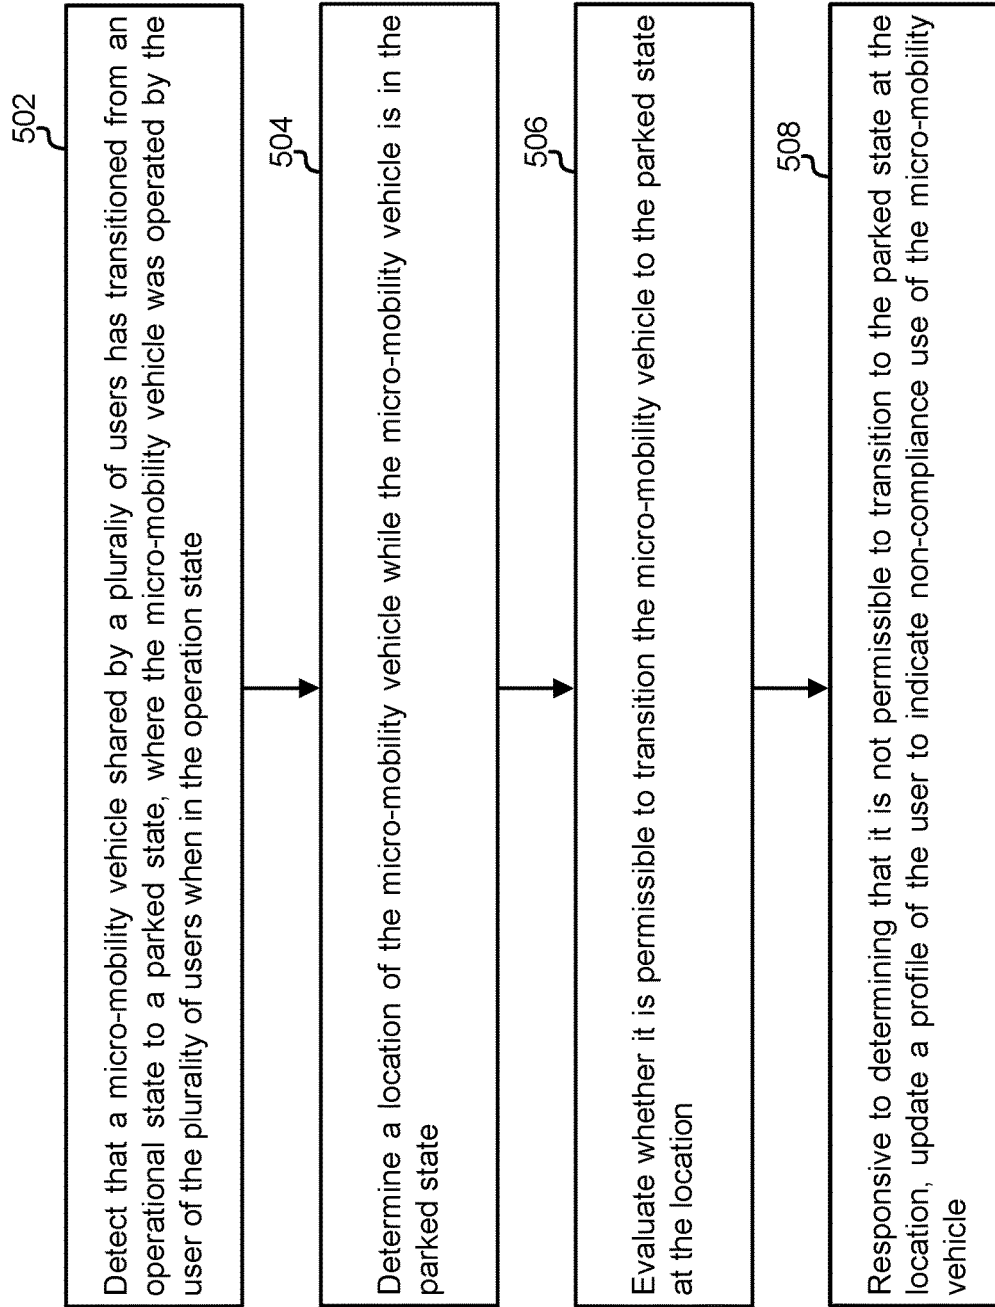 502
Detect that a micro-mobility vehicle shared by a pluraliy of users has transitioned from an
operational state to a parked state, where the micro-mobility vehicle was operated by the
user of the plurality of users when in the operation state
504
Determine a location of the micro-mobility vehicle while the micro-mobility vehicle is in the
parked state
506
Evaluate whether it is permissible to transition the micro-mobility vehicle to the parked state
at the location
508
Responsive to determining that it is not permissible to transition to the parked state at the
location, update a profile of the user to indicate non-compliance use of the micro-mobility
vehicle